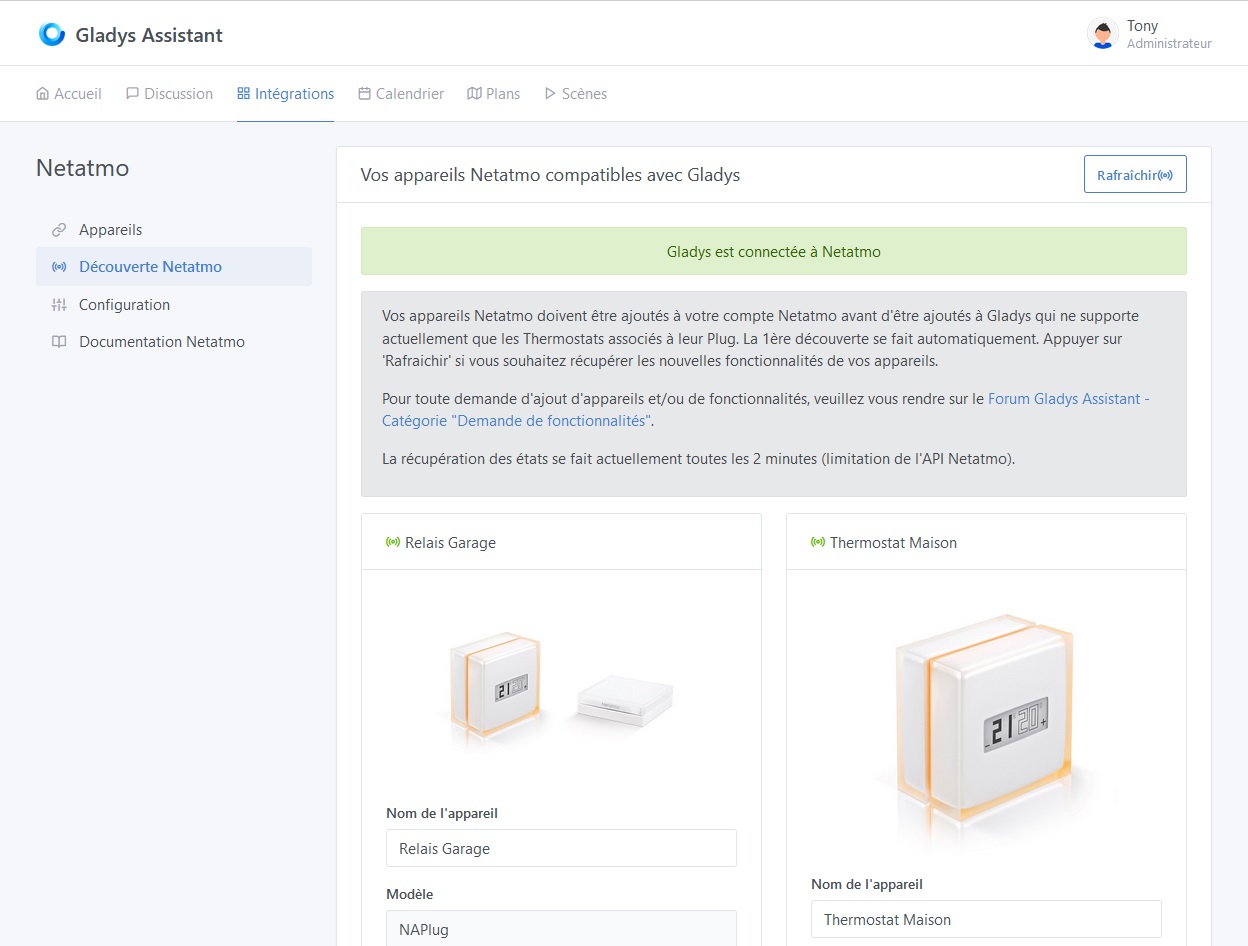 Gladys Assistant
Tony
Administrateur
Accueil
Discussion
Intégrations
Calendrier
Plans
Scènes
Netatmo
Appareils
Découverte Netatmo
Configuration
Documentation Netatmo
Vos appareils Netatmo compatibles avec Gladys
Rafraichir
Gladys est connectée à Netatmo
Vos appareils Netatmo doivent être ajoutés à votre compte Netatmo avant d'être ajoutés à Gladys qui ne supporte
actuellement que les Thermostats associés à leur Plug. La 1ère découverte se fait automatiquement. Appuyer sur
'Rafraichir' si vous souhaitez récupérer les nouvelles fonctionnalités de vos appareils.
Pour toute demande d'ajout d'appareils et/ou de fonctionnalités, veuillez vous rendre sur le Forum Gladys Assistant -
Catégorie "Demande de fonctionnalités".
La récupération des états se fait actuellement toutes les 2 minutes (limitation de l'API Netatmo).
Relais Garage
21 20
Nom de l'appareil
Relais Garage
Modèle
NAPlug
Thermostat Maison
- 21 20 +
Nom de l'appareil
Thermostat Maison